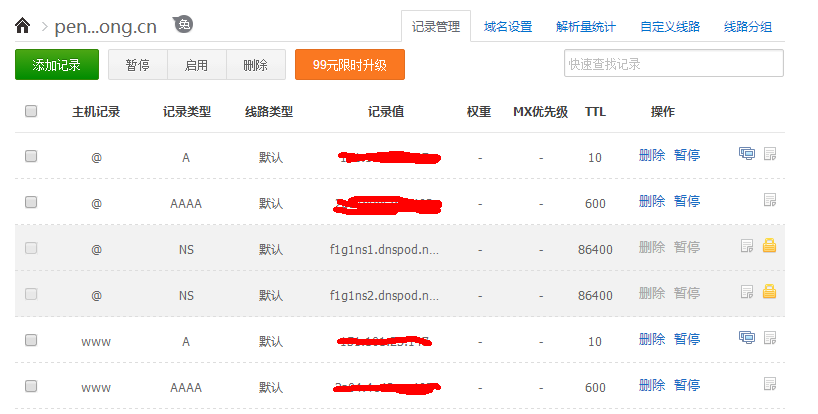 pen...ong.cn 免 记录管理 域名设置 解析量统计 自定义线路 线路分组
添加记录 暂停 启用 删除 99元限时升级 快速查找记录
主机记录 记录类型 线路类型 记录值 权重 MX优先级 TTL 操作
@ A 默认 - - 10 删除 暂停
@ AAAA 默认 - - 600 删除 暂停
@ NS 默认 f1g1ns1.dnspod.n... - - 86400 删除 暂停
@ NS 默认 f1g1ns2.dnspod.n... - - 86400 删除 暂停
www A 默认 - - 10 删除 暂停
www AAAA 默认 - - 600 删除 暂停